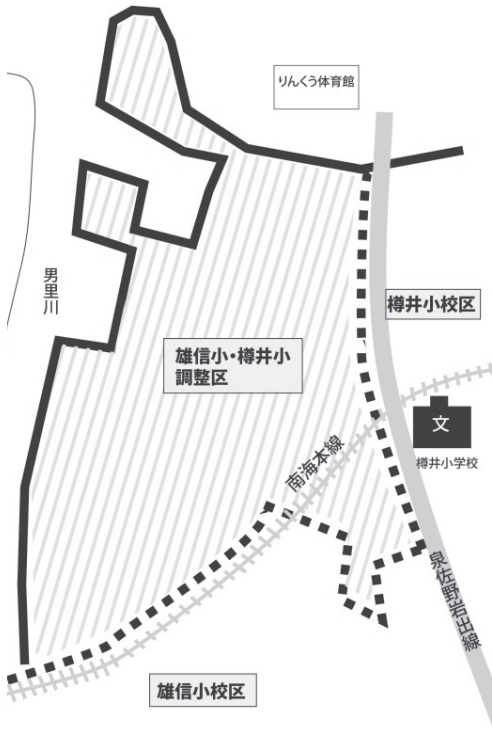 りんくう体育館
男里川
樽井小校区
雄信小・樽井小
調整区
文
樽井小学校
南海本線
泉佐野岩出線
雄信小校区